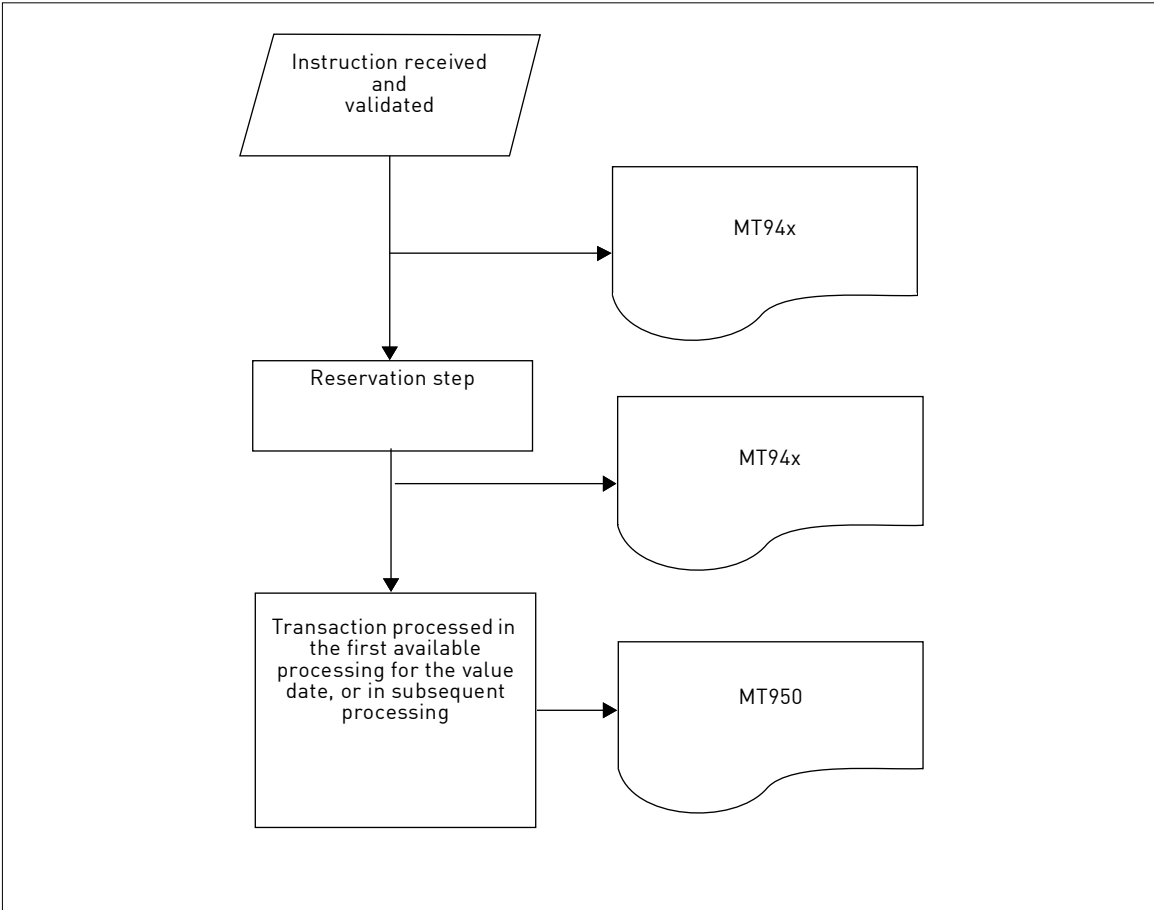 Instruction received
and
validated
MT94x
Reservation step
MT94x
Transaction processed in
the first available
processing for the value
date, or in subsequent
processing
MT950